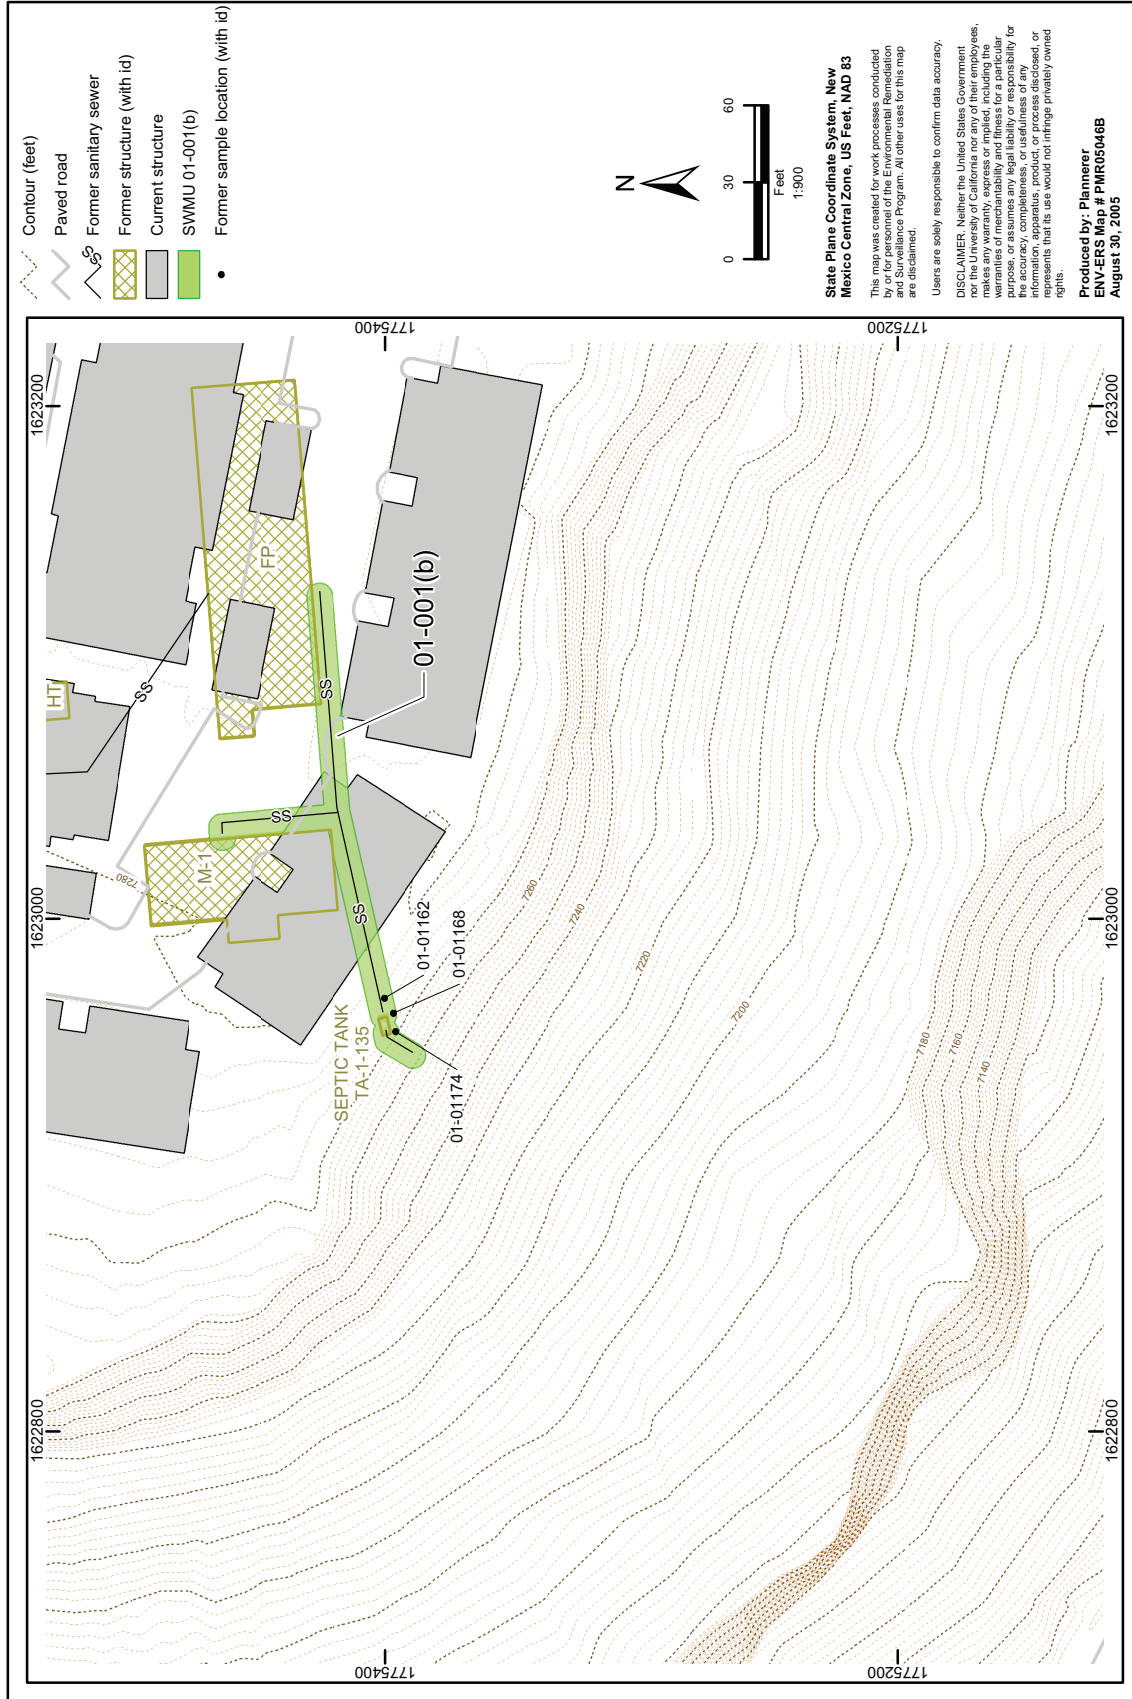 1622800
1623000
1623200
1775400
1775400
1775200
1775200
1622800
1623000
1623200
HT
SS
FP
M-1
SS
SS
SS
01-001(b)
7280
SEPTIC TANK
TA-1-135
01-01162
01-01168
01-01174
7260
7240
7220
7200
7180
7160
7140
Contour (feet)
Paved road
SS
Former sanitary sewer
Former structure (with id)
Current structure
SWMU 01-001(b)
Former sample location (with id)
N
0
30
60
Feet
1:900
State Plane Coordinate System, New
Mexico Central Zone, US Feet, NAD 83
This map was created for work processes conducted
by or for personnel of the Environmental Remediation
and Surveillance Program. All other uses for this map
are disclaimed.
Users are solely responsible to confirm data accuracy.
DISCLAIMER. Neither the United States Government
nor the University of California nor any of their employees,
makes any warranty, express or implied, including the
warranties of merchantability and fitness for a particular
purpose, or assumes any legal liability or responsibility for
the accuracy, completeness, or usefulness of any
information, apparatus, product, or process disclosed, or
represents that its use would not infringe privately owned
rights.
Produced by: Plannerer
ENV-ERS Map # PMR05046B
August 30, 2005